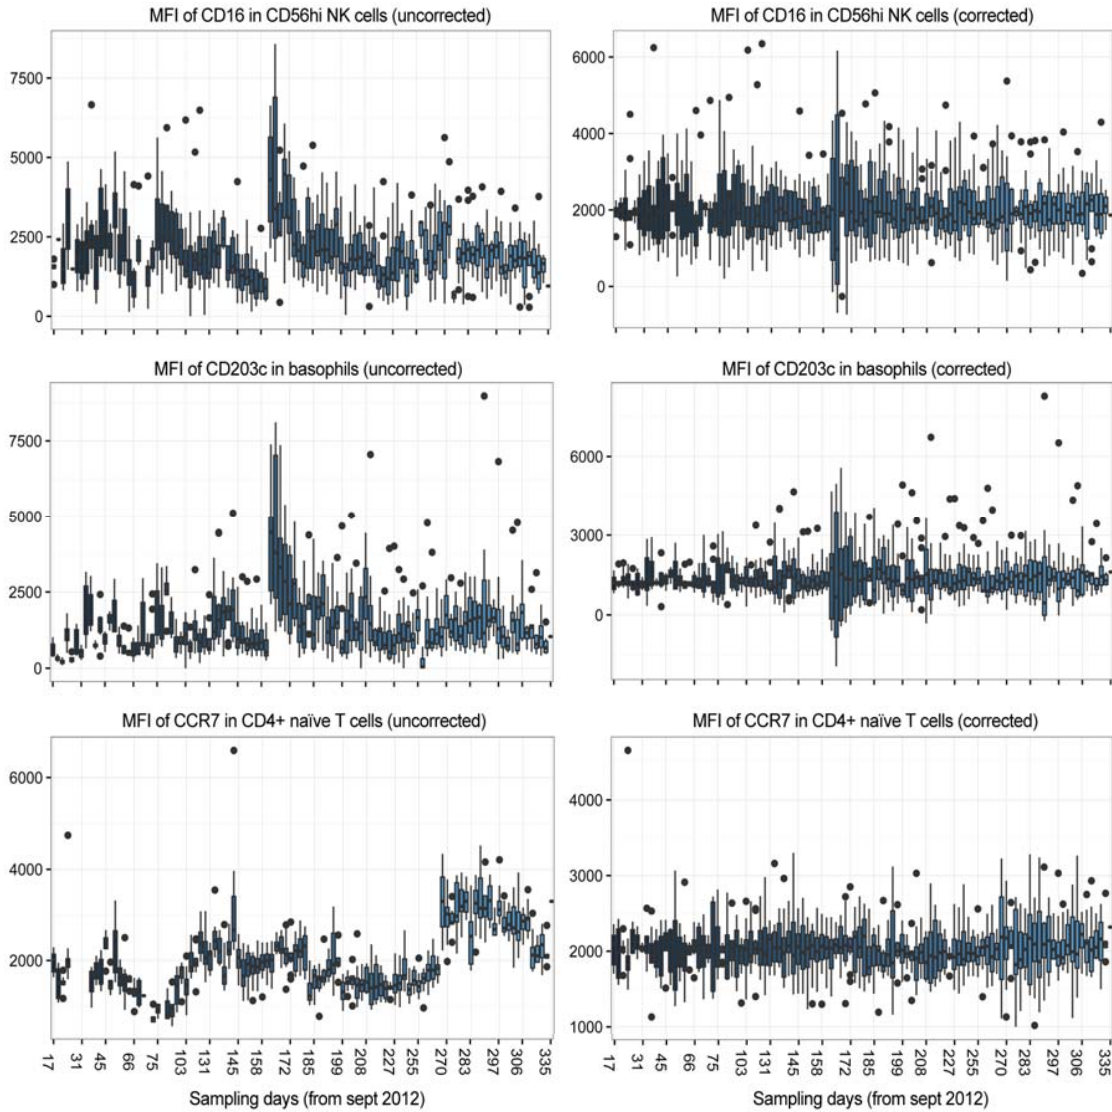 MFI of CD16 in CD56hi NK cells (uncorrected)
7500
5000
2500
0
MFI of CD16 in CD56hi NK cells (corrected)
6000
4000
2000
0
MFI of CD203c in basophils (uncorrected)
7500
5000
2500
0
MFI of CD203c in basophils (corrected)
6000
3000
0
MFI of CCR7 in CD4+ naïve T cells (uncorrected)
6000
4000
2000
17 31 45 66 75 103 131 145 158 172 185 199 227 255 270 283 297 306 335
Sampling days (from sept 2012)
MFI of CCR7 in CD4+ naïve T cells (corrected)
4000
3000
2000
1000
17 31 45 66 75 103 131 145 158 172 185 199 227 255 270 283 297 306 335
Sampling days (from sept 2012)